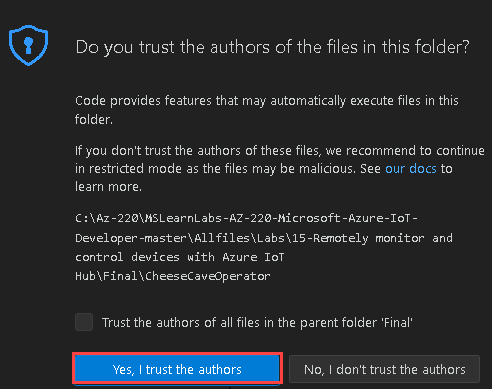 Do you trust the authors of the files in this folder?
Code provides features that may automatically execute files in this
folder.
If you don't trust the authors of these files, we recommend to continue
in restricted mode as the files may be malicious. See our docs to
learn more.
C:\Az-220\MSLearnLabs-AZ-220-Microsoft-Azure-IoT-
Developer-master\Allfiles\Labs\15-Remotely monitor and
control devices with Azure IoT
Hub\Final\CheeseCaveOperator
Trust the authors of all files in the parent folder 'Final'
Yes, I trust the authors
No, I don't trust the authors